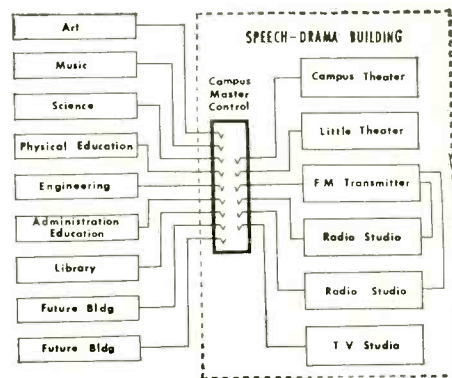 Art
Music
Science
Physical Education
Engineering
Administration
Education
Library
Future Bldg
Future Bldg
Campus
Master
Control
SPEECH-DRAMA BUILDING
Campus Theater
Little Theater
FM Transmitter
Radio Studio
Radio Studio
TV Studio